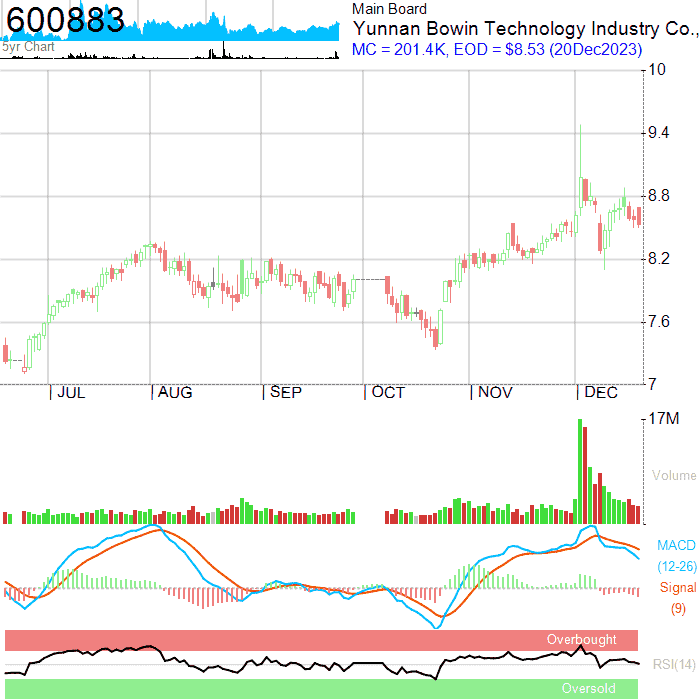 600883
5yr Chart
Main Board
Yunnan Bowin Technology Industry Co.,
MC = 201.4K, EOD = $8.53 (20Dec2023)
10
9.4
8.8
8.2
7.6
7
JUL AUG SEP OCT NOV DEC
17M
Volume
MACD
(12-26)
Signal
(9)
Overbought
RSI(14)
Oversold